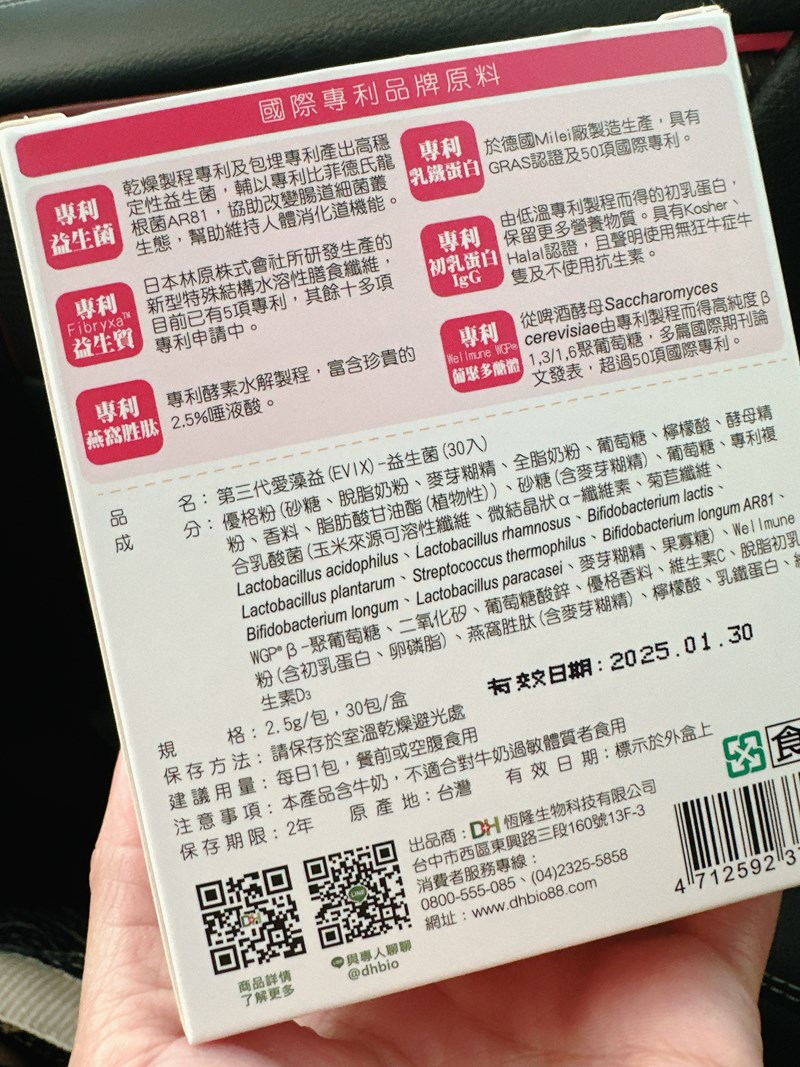 國際專利品牌原料
專利
益生菌
乾燥製程專利及包埋專利產出高穩
定性益生菌，輔以專利比菲德氏龍
根菌AR81，協助改變腸道細菌叢
生態，幫助維持人體消化道機能。
專利
Fibryxa™
益生質
日本林原株式會社所研發生產的
新型特殊結構水溶性膳食纖維，
目前已有5項專利，其餘十多項
專利申請中。
專利
燕窩胜肽
專利酵素水解製程，富含珍貴的
2.5%唾液酸。
專利
乳鐵蛋白
於德國Milei廠製造生產，具有
GRAS認證及50項國際專利。
專利
初乳蛋白
IgG
由低溫專利製程而得的初乳蛋白，
保留更多營養物質。具有Kosher、
Halal認證，且聲明使用無狂牛症牛
隻及不使用抗生素。
專利
Wellmune WGP®
葡聚多醣體
從啤酒酵母Saccharomyces
cerevisiae由專利製程而得高純度β
1,3/1,6聚葡萄糖，多篇國際期刊論
文發表，超過50項國際專利。
品名：第三代愛藻益(EVIX)-益生菌(30入)
成分：優格粉(砂糖、脫脂奶粉、麥芽糊精、全脂奶粉、葡萄糖、檸檬酸、酵母精
粉、香料、脂肪酸甘油酯(植物性))、砂糖(含麥芽糊精)、葡萄糖、專利複
合乳酸菌(玉米來源可溶性纖維、微結晶狀α-纖維素、菊苣纖維、
Lactobacillus acidophilus、Lactobacillus rhamnosus、Bifidobacterium lactis、
Lactobacillus plantarum、Streptococcus thermophilus、Bifidobacterium longum AR81、
Bifidobacterium longum、Lactobacillus paracasei、麥芽糊精、果寡糖)、Wellmune
WGP®β-聚葡萄糖、二氧化矽、葡萄糖酸鋅、優格香料、維生素C、脫脂初乳
粉(含初乳蛋白、卵磷脂)、燕窩胜肽(含麥芽糊精)、檸檬酸、乳鐵蛋白、維
生素D3
有效日期：2025.01.30
規格：2.5g/包，30包/盒
保存方法：請保存於室溫乾燥避光處
建議用量：每日1包，餐前或空腹食用
注意事項：本產品含牛奶，不適合對牛奶過敏體質者食用
保存期限：2年 原產地：台灣 有效日期：標示於外盒上
食
出品商：DH 恆隆生物科技有限公司
台中市西區東興路三段160號13F-3
消費者服務專線：
0800-555-085、(04)2325-5858
網址：www.dhbio88.com
DH
商品詳情
了解更多
LINE
與專人聊聊
@dhbio
4 712592 3